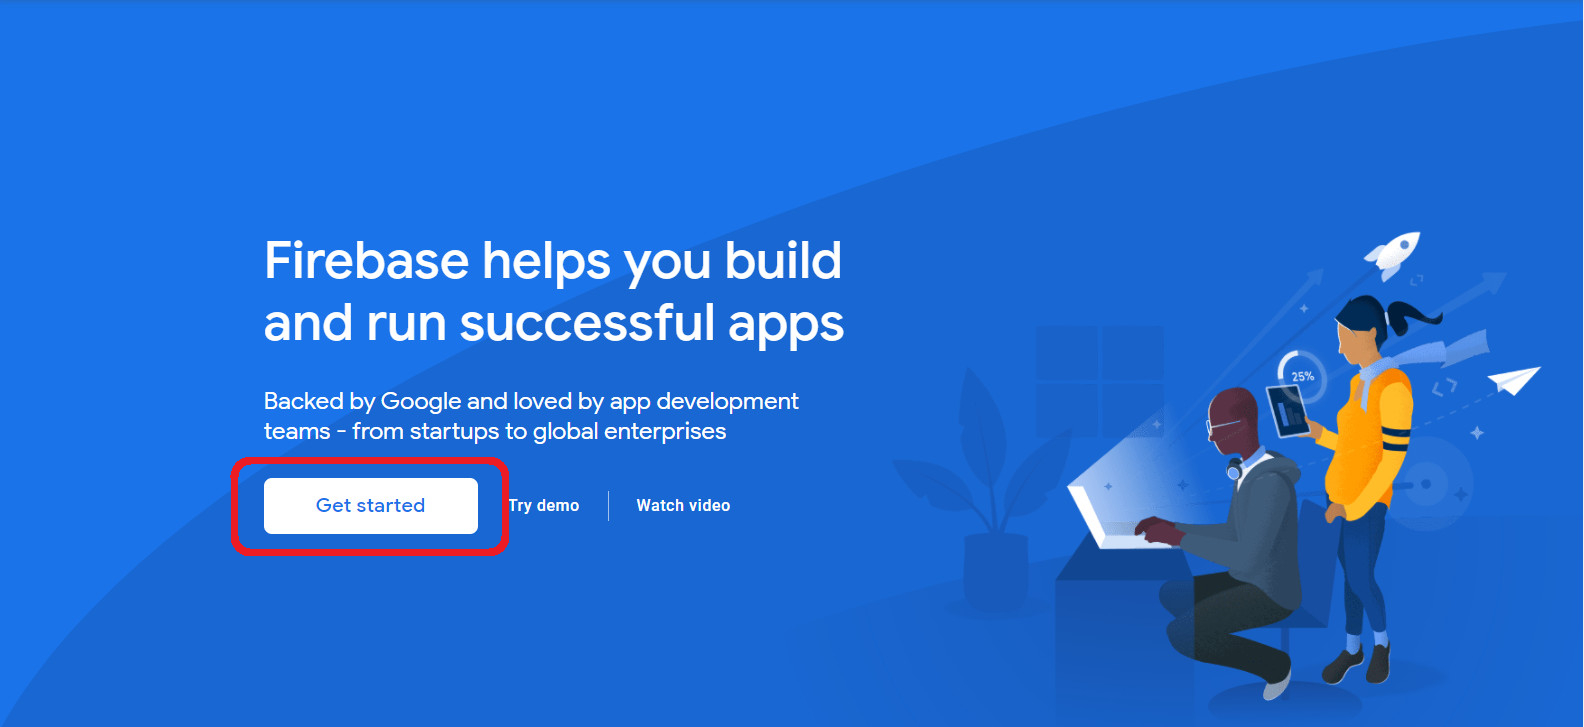 Firebase helps you build
and run successful apps
Backed by Google and loved by app development
teams - from startups to global enterprises
Get started
Try demo
Watch video
25%